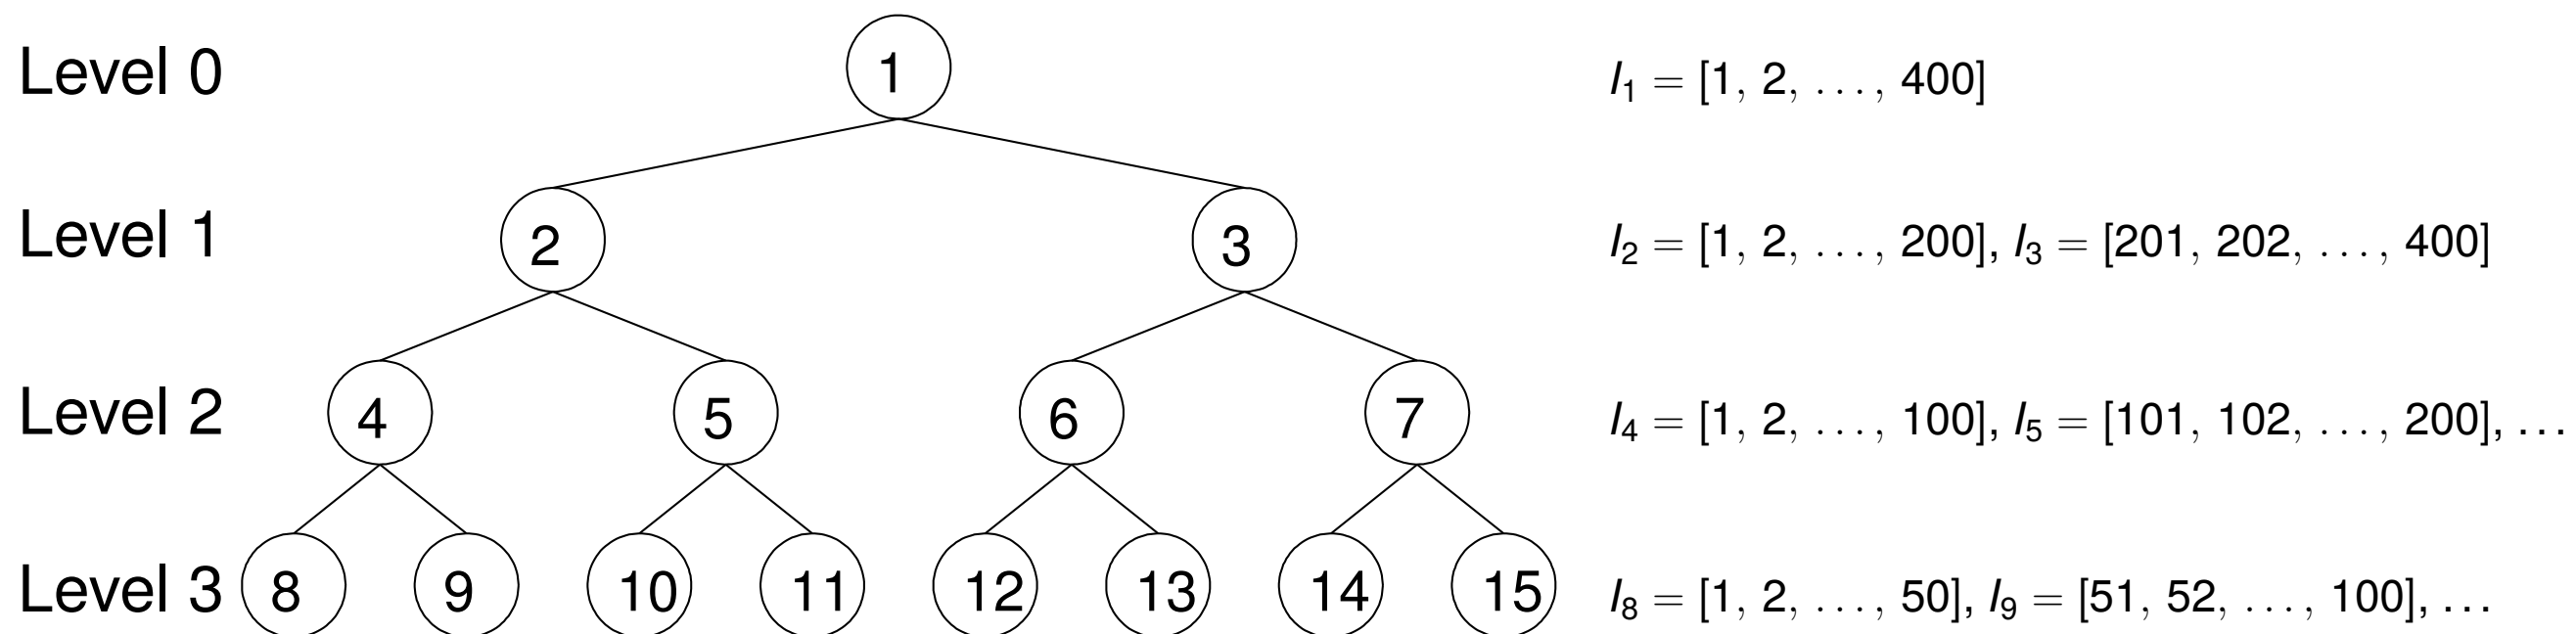 Level 0 1 I₁ = [1, 2, ..., 400]
Level 1 2 3 I₂ = [1, 2, ..., 200], I₃ = [201, 202, ..., 400]
Level 2 4 5 6 7 I₄ = [1, 2, ..., 100], I₅ = [101, 102, ..., 200], ...
Level 3 8 9 10 11 12 13 14 15 I₈ = [1, 2, ..., 50], I₉ = [51, 52, ..., 100], ...